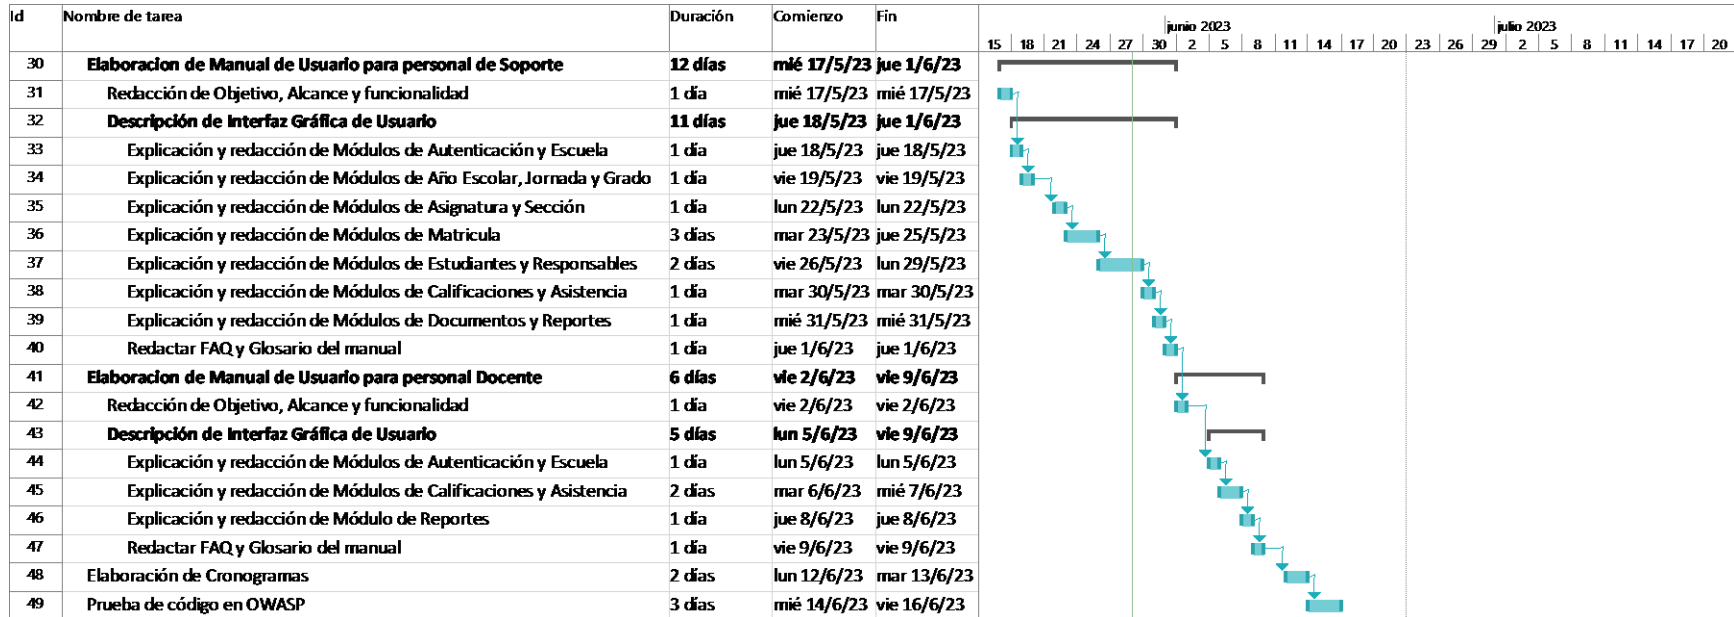 Id Nombre de tarea Duración Comienzo Fin
junio 2023 julio 2023
15 18 21 24 27 30 2 5 8 11 14 17 20 23 26 29 2 5 8 11 14 17 20
30 Elaboracion de Manual de Usuario para personal de Soporte 12 días mié 17/5/23 jue 1/6/23
31 Redacción de Objetivo, Alcance y funcionalidad 1 día mié 17/5/23 mié 17/5/23
32 Descripción de Interfaz Gráfica de Usuario 11 días jue 18/5/23 jue 1/6/23
33 Explicación y redacción de Módulos de Autenticación y Escuela 1 día jue 18/5/23 jue 18/5/23
34 Explicación y redacción de Módulos de Año Escolar, Jornada y Grado 1 día vie 19/5/23 vie 19/5/23
35 Explicación y redacción de Módulos de Asignatura y Sección 1 día lun 22/5/23 lun 22/5/23
36 Explicación y redacción de Módulos de Matricula 3 días mar 23/5/23 jue 25/5/23
37 Explicación y redacción de Módulos de Estudiantes y Responsables 2 días vie 26/5/23 lun 29/5/23
38 Explicación y redacción de Módulos de Calificaciones y Asistencia 1 día mar 30/5/23 mar 30/5/23
39 Explicación y redacción de Módulos de Documentos y Reportes 1 día mié 31/5/23 mié 31/5/23
40 Redactar FAQ y Glosario del manual 1 día jue 1/6/23 jue 1/6/23
41 Elaboracion de Manual de Usuario para personal Docente 6 días vie 2/6/23 vie 9/6/23
42 Redacción de Objetivo, Alcance y funcionalidad 1 día vie 2/6/23 vie 2/6/23
43 Descripción de Interfaz Gráfica de Usuario 5 días lun 5/6/23 vie 9/6/23
44 Explicación y redacción de Módulos de Autenticación y Escuela 1 día lun 5/6/23 lun 5/6/23
45 Explicación y redacción de Módulos de Calificaciones y Asistencia 2 días mar 6/6/23 mié 7/6/23
46 Explicación y redacción de Módulo de Reportes 1 día jue 8/6/23 jue 8/6/23
47 Redactar FAQ y Glosario del manual 1 día vie 9/6/23 vie 9/6/23
48 Elaboración de Cronogramas 2 días lun 12/6/23 mar 13/6/23
49 Prueba de código en OWASP 3 días mié 14/6/23 vie 16/6/23